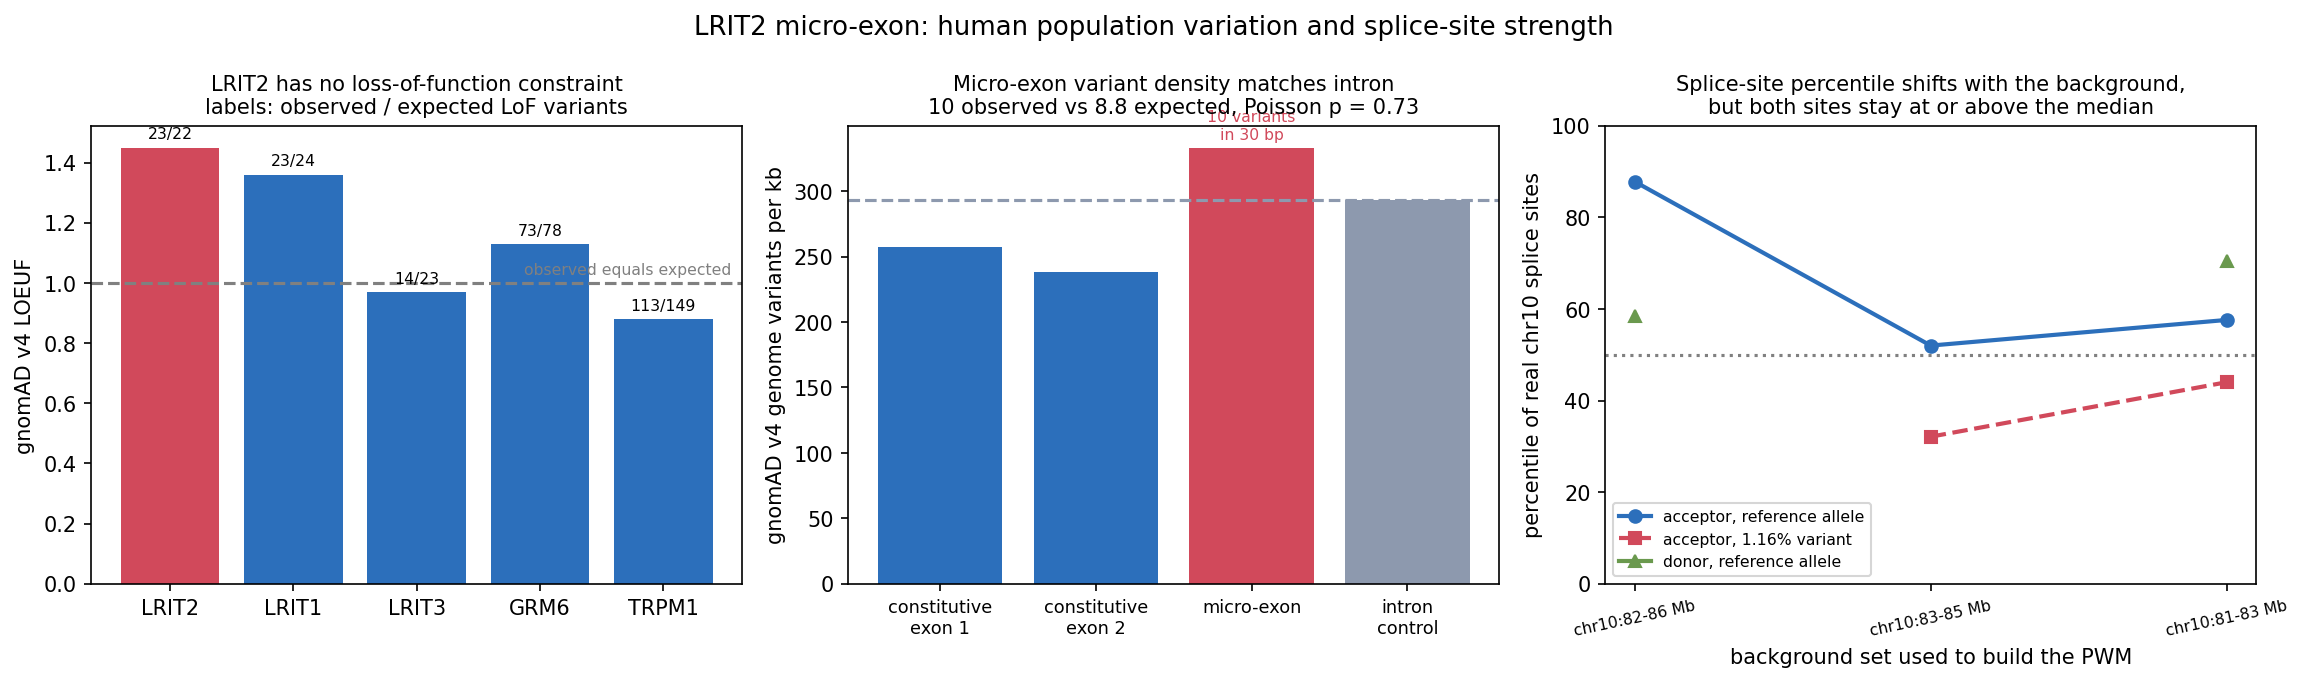 LRIT2 micro-exon: human population variation and splice-site strength
LRIT2 has no loss-of-function constraint
labels: observed / expected LoF variants
gnomAD v4 LOEUF
1.4
1.2
1.0
0.8
0.6
0.4
0.2
0.0
23/22
23/24
14/23
73/78
113/149
observed equals expected
LRIT2
LRIT1
LRIT3
GRM6
TRPM1
Micro-exon variant density matches intron
10 observed vs 8.8 expected, Poisson p = 0.73
10 variants
in 30 bp
gnomAD v4 genome variants per kb
300
250
200
150
100
50
0
constitutive
exon 1
constitutive
exon 2
micro-exon
intron
control
Splice-site percentile shifts with the background,
but both sites stay at or above the median
percentile of real chr10 splice sites
100
80
60
40
20
0
acceptor, reference allele
acceptor, 1.16% variant
donor, reference allele
chr10:82-86 Mb
chr10:83-85 Mb
chr10:81-83 Mb
background set used to build the PWM